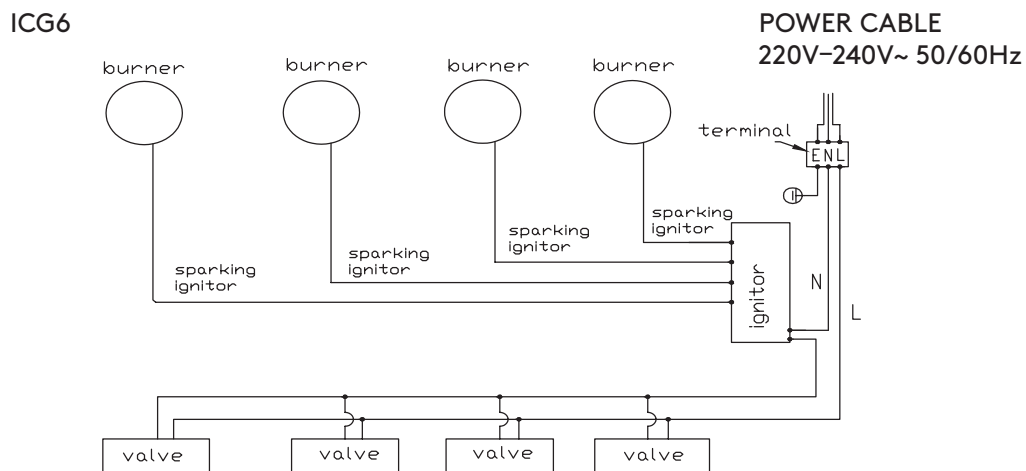 ICG6
POWER CABLE
220V-240V~ 50/60Hz
burner
burner
burner
burner
terminal
E N L
sparking
ignitor
sparking
ignitor
sparking
ignitor
sparking
ignitor
ignitor
N
L
valve
valve
valve
valve